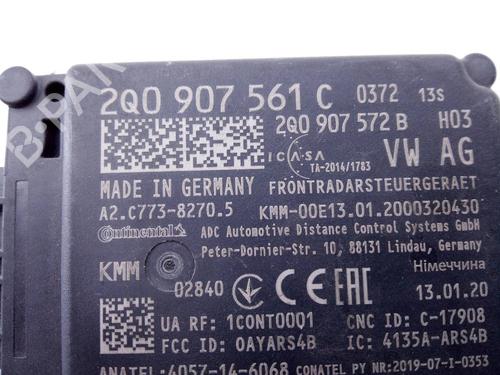 2Q0 907 561 C 0372 13S
2Q0 907 572 B H03
ICASA
TA-2014/1783
VW AG
MADE IN GERMANY FRONTRADARSTEUERGERAET
A2.C773-8270.5 KMM-00E13.01.2000320430
Continental ADC Automotive Distance Control Systems GmbH
Peter-Dornier-Str. 10, 88131 Lindau, Germany
KMM
Німеччина
02840 CE EAC 13.01.20
UA RF: 1CONT0001 CNC ID: C-17908
FCC ID: OAYARS4B IC: 4135A-ARS4B
ANATEL: 4057-14-6068 CONATEL PY NR:2019-07-I-0353
B-PARTS